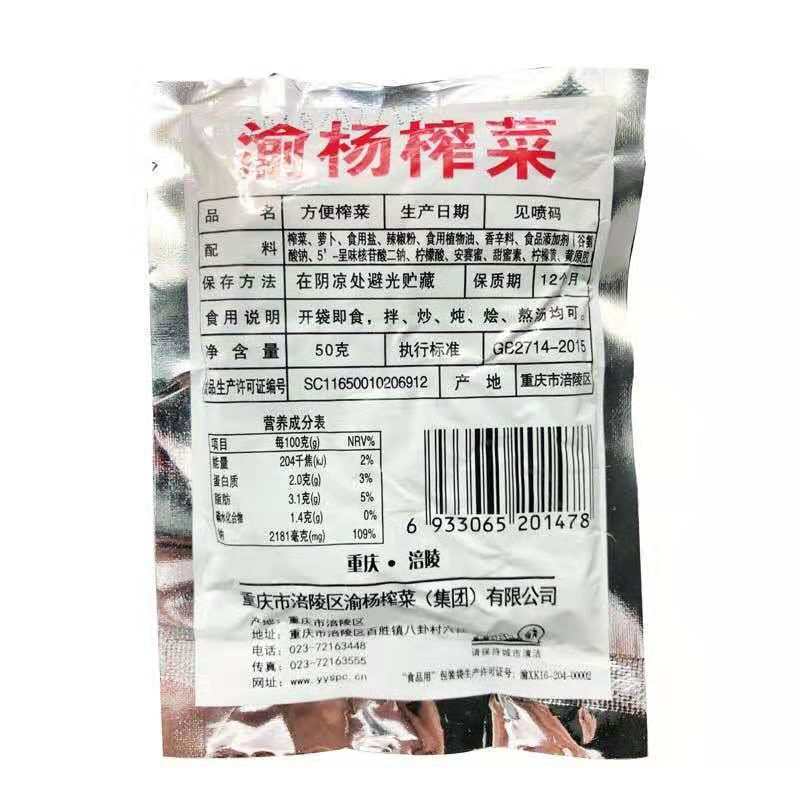 渝杨榨菜
品 名 方便榨菜 生产日期 见喷码
配 料 榨菜、萝卜、食用盐、辣椒粉、食用植物油、香辛料、食品添加剂（谷氨
酸钠、5'-呈味核苷酸二钠、柠檬酸、安赛蜜、甜蜜素、柠檬黄、黄原胶
保存方法 在阴凉处避光贮藏 保质期 12个月
食用说明 开袋即食，拌、炒、炖、烩、熬汤均可。
净含量 50克 执行标准 GB2714-2015
品生产许可证编号 SC11650010206912 产 地 重庆市涪陵区
营养成分表
项目 每100克(g) NRV%
能量 204千焦(kJ) 2%
蛋白质 2.0克(g) 3%
脂肪 3.1克(g) 5%
碳水化合物 1.4克(g) 0%
钠 2181毫克(mg) 109%
6 933065 201478
重庆·涪陵
重庆市涪陵区渝杨榨菜（集团）有限公司
产地：重庆市涪陵区
地址：重庆市涪陵区百胜镇八卦村六
电话：023-72163448
传真：023-72163555
网址：www.yyspc.cn
请保持城市清洁
"食品用"包装袋生产许可证号：渝XK16-204-00002